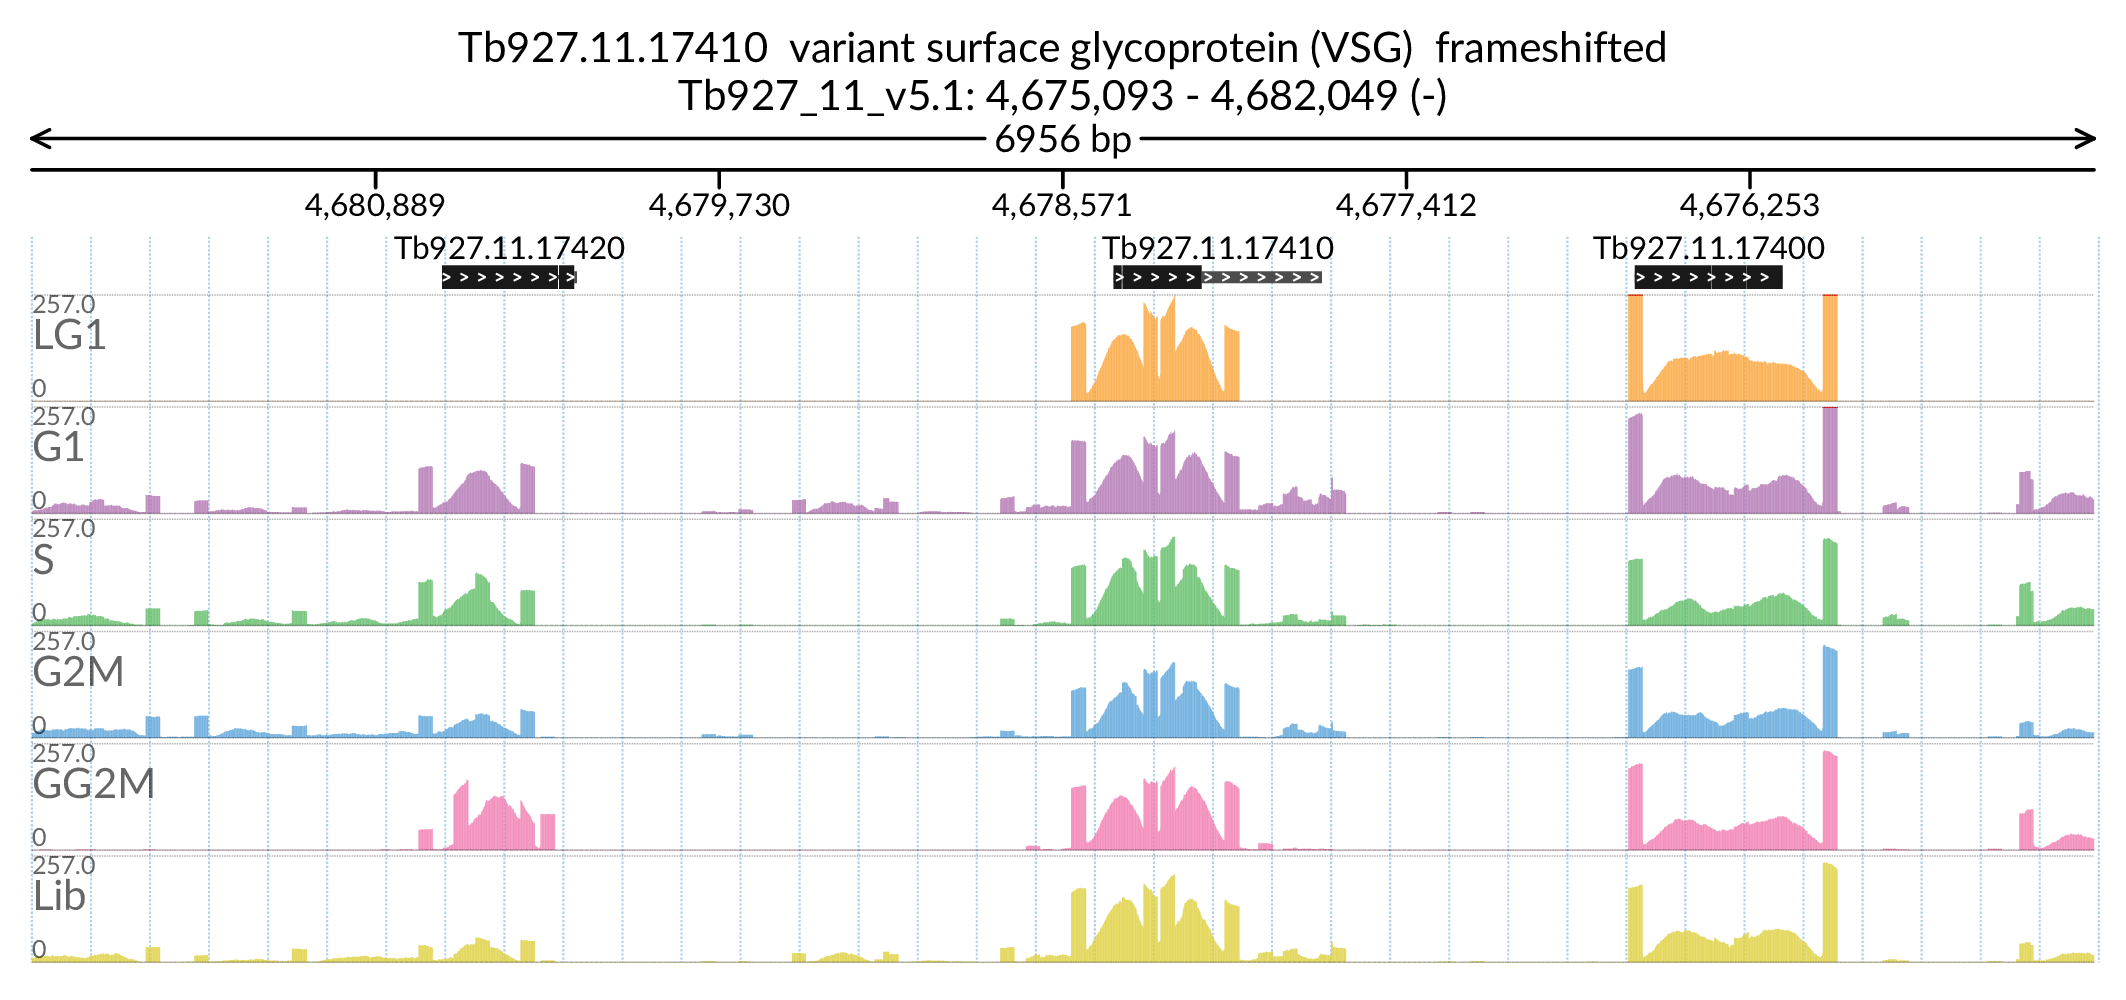 Tb927.11.17410 variant surface glycoprotein (VSG) frameshifted
Tb927_11_v5.1: 4,675,093 - 4,682,049 (-)
6956 bp
4,680,889 4,679,730 4,678,571 4,677,412 4,676,253
Tb927.11.17420 Tb927.11.17410 Tb927.11.17400
257.0
LG1
0
257.0
G1
0
257.0
S
0
257.0
G2M
0
257.0
GG2M
0
257.0
Lib
0